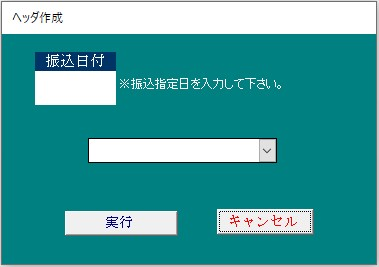 ヘッダ作成
振込日付
※振込指定日を入力して下さい。
実行
キャンセル